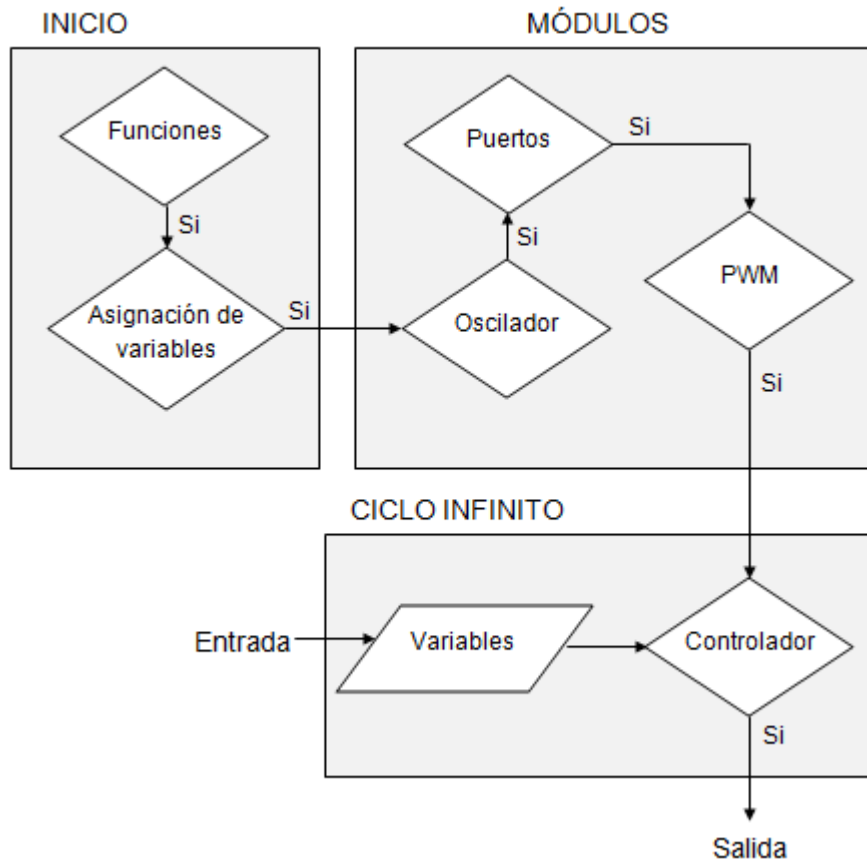 INICIO
Funciones
Si
Asignación de
variables
Si
MÓDULOS
Puertos
Si
Si
Oscilador
PWM
Si
CICLO INFINITO
Entrada
Variables
Controlador
Si
Salida